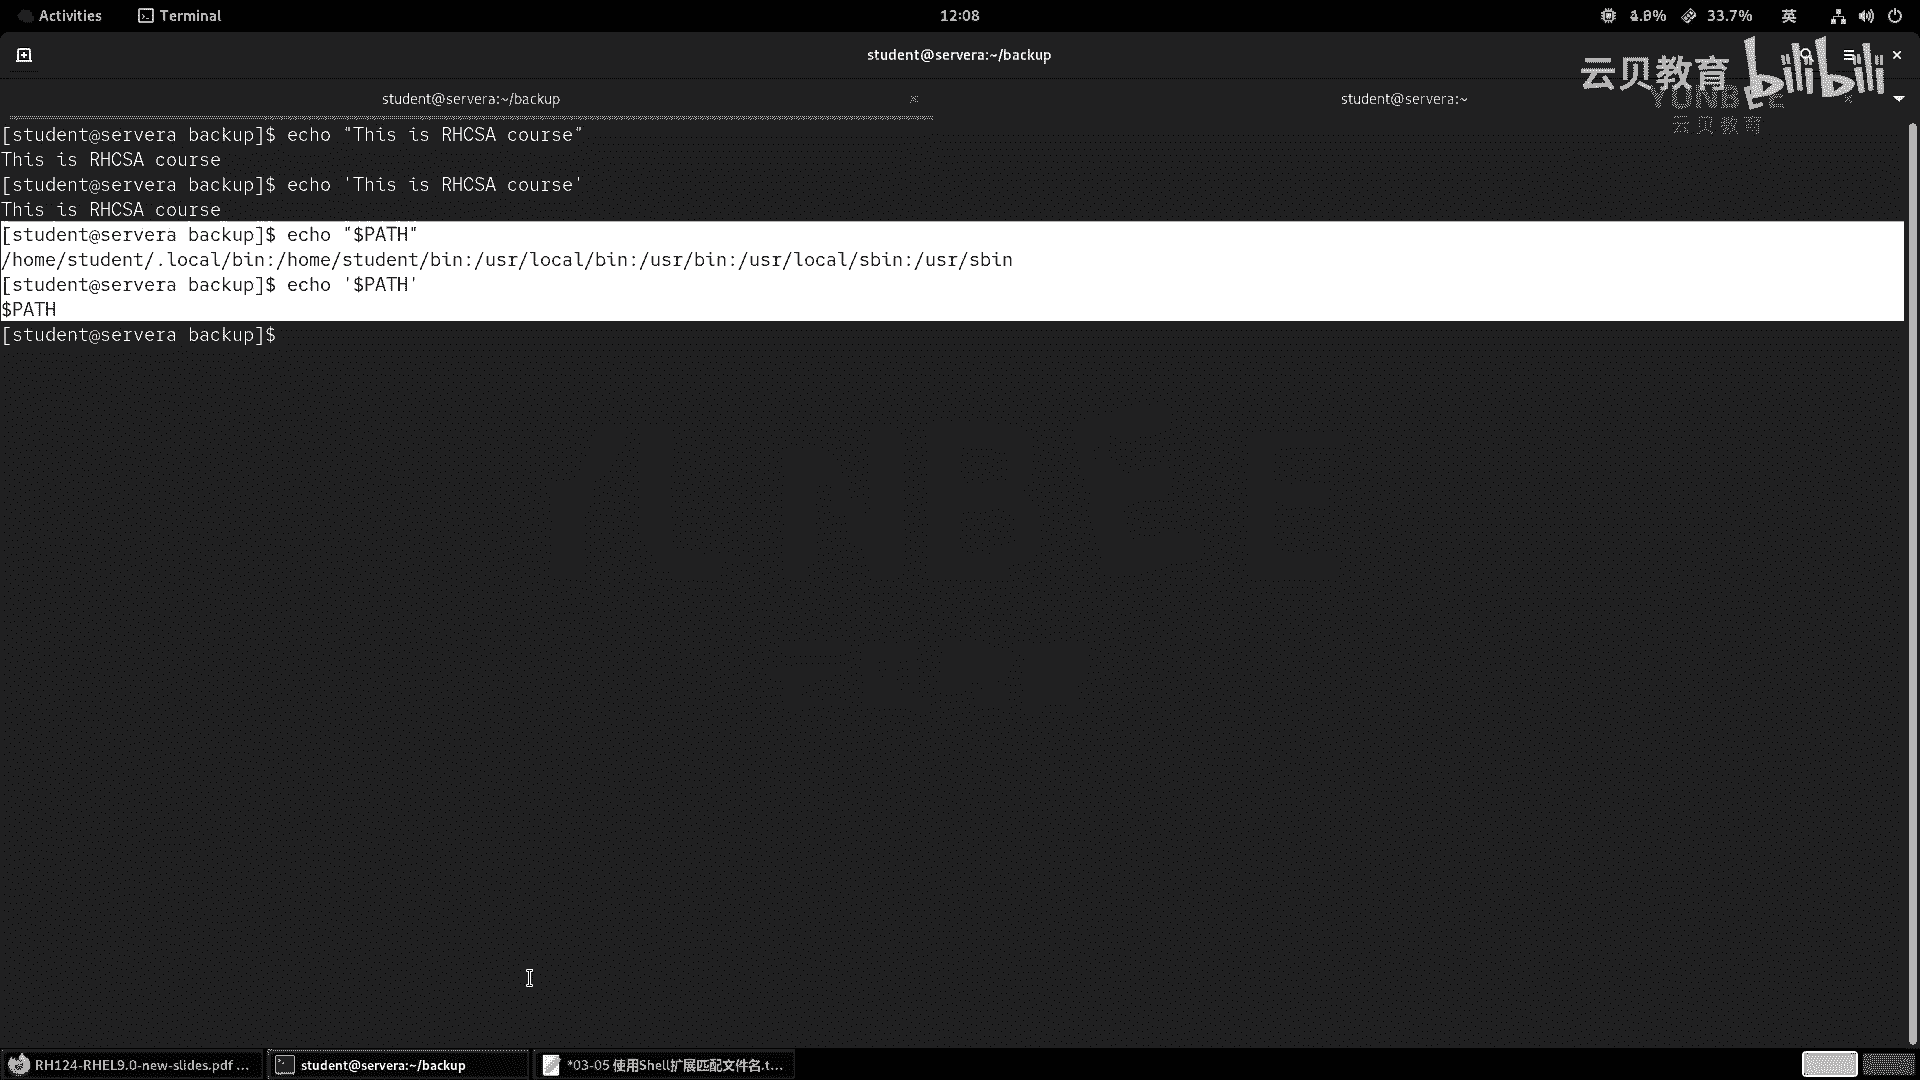 Activities
Terminal
12:08
33.7%
英
student@servera:~/backup
云贝教育 bilibili
student@servera:~/backup
student@servera:~
云贝教育
[student@servera backup]$ echo "This is RHCSA course"
This is RHCSA course
[student@servera backup]$ echo 'This is RHCSA course'
This is RHCSA course
[student@servera backup]$ echo "$PATH"
/home/student/.local/bin:/home/student/bin:/usr/local/bin:/usr/bin:/usr/local/sbin:/usr/sbin
[student@servera backup]$ echo '$PATH'
$PATH
[student@servera backup]$
RH124-RHEL9.0-new-slides.pdf ...
student@servera:~/backup
*03-05 使用Shell扩展匹配文件名.t...